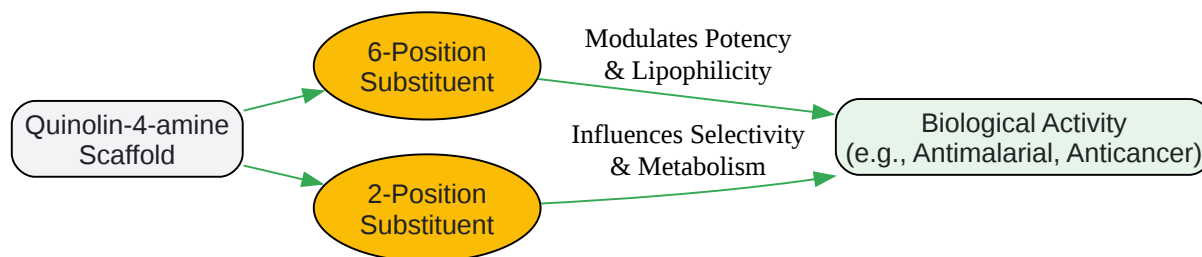 Quinolin-4-amine
Scaffold
6-Position
Substituent
2-Position
Substituent
Modulates Potency
& Lipophilicity
Influences Selectivity
& Metabolism
Biological Activity
(e.g., Antimalarial, Anticancer)